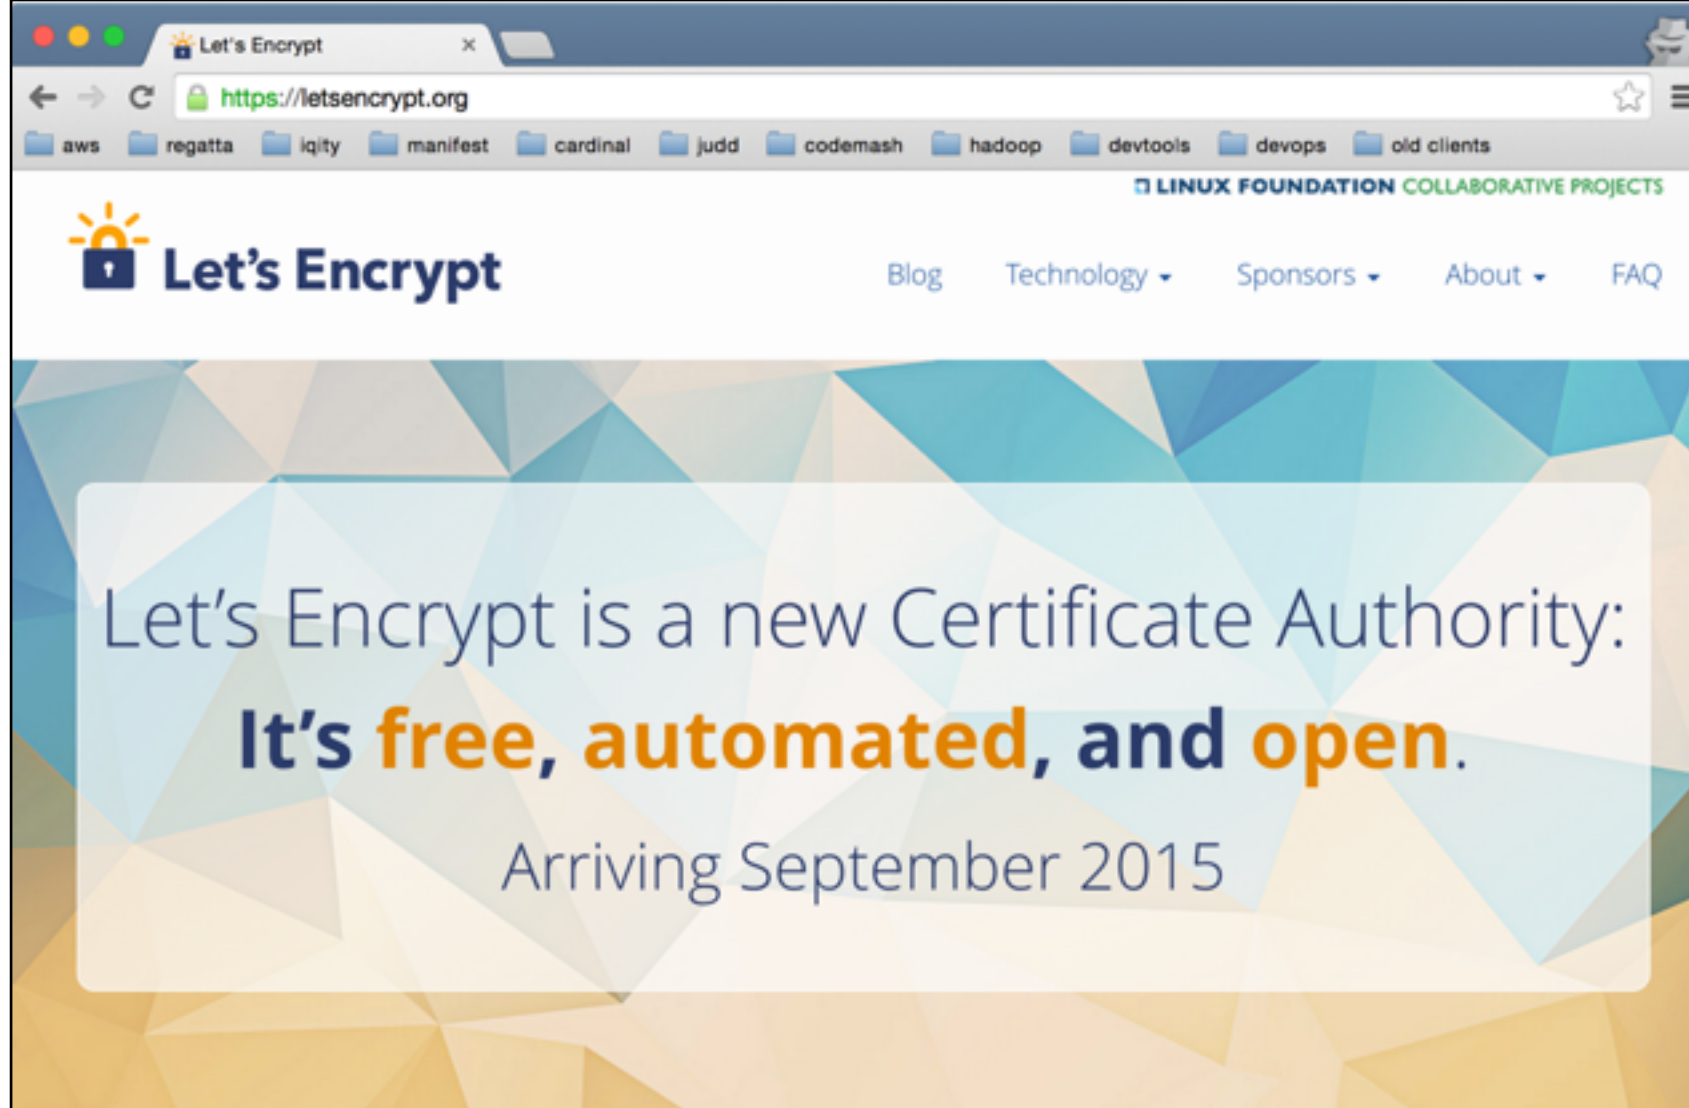 Let's Encrypt
https://letsencrypt.org
aws regatta iqity manifest cardinal judd codemash hadoop devtools devops old clients
LINUX FOUNDATION COLLABORATIVE PROJECTS
Let's Encrypt
Blog Technology Sponsors About FAQ
Let's Encrypt is a new Certificate Authority:
It's free, automated, and open.
Arriving September 2015